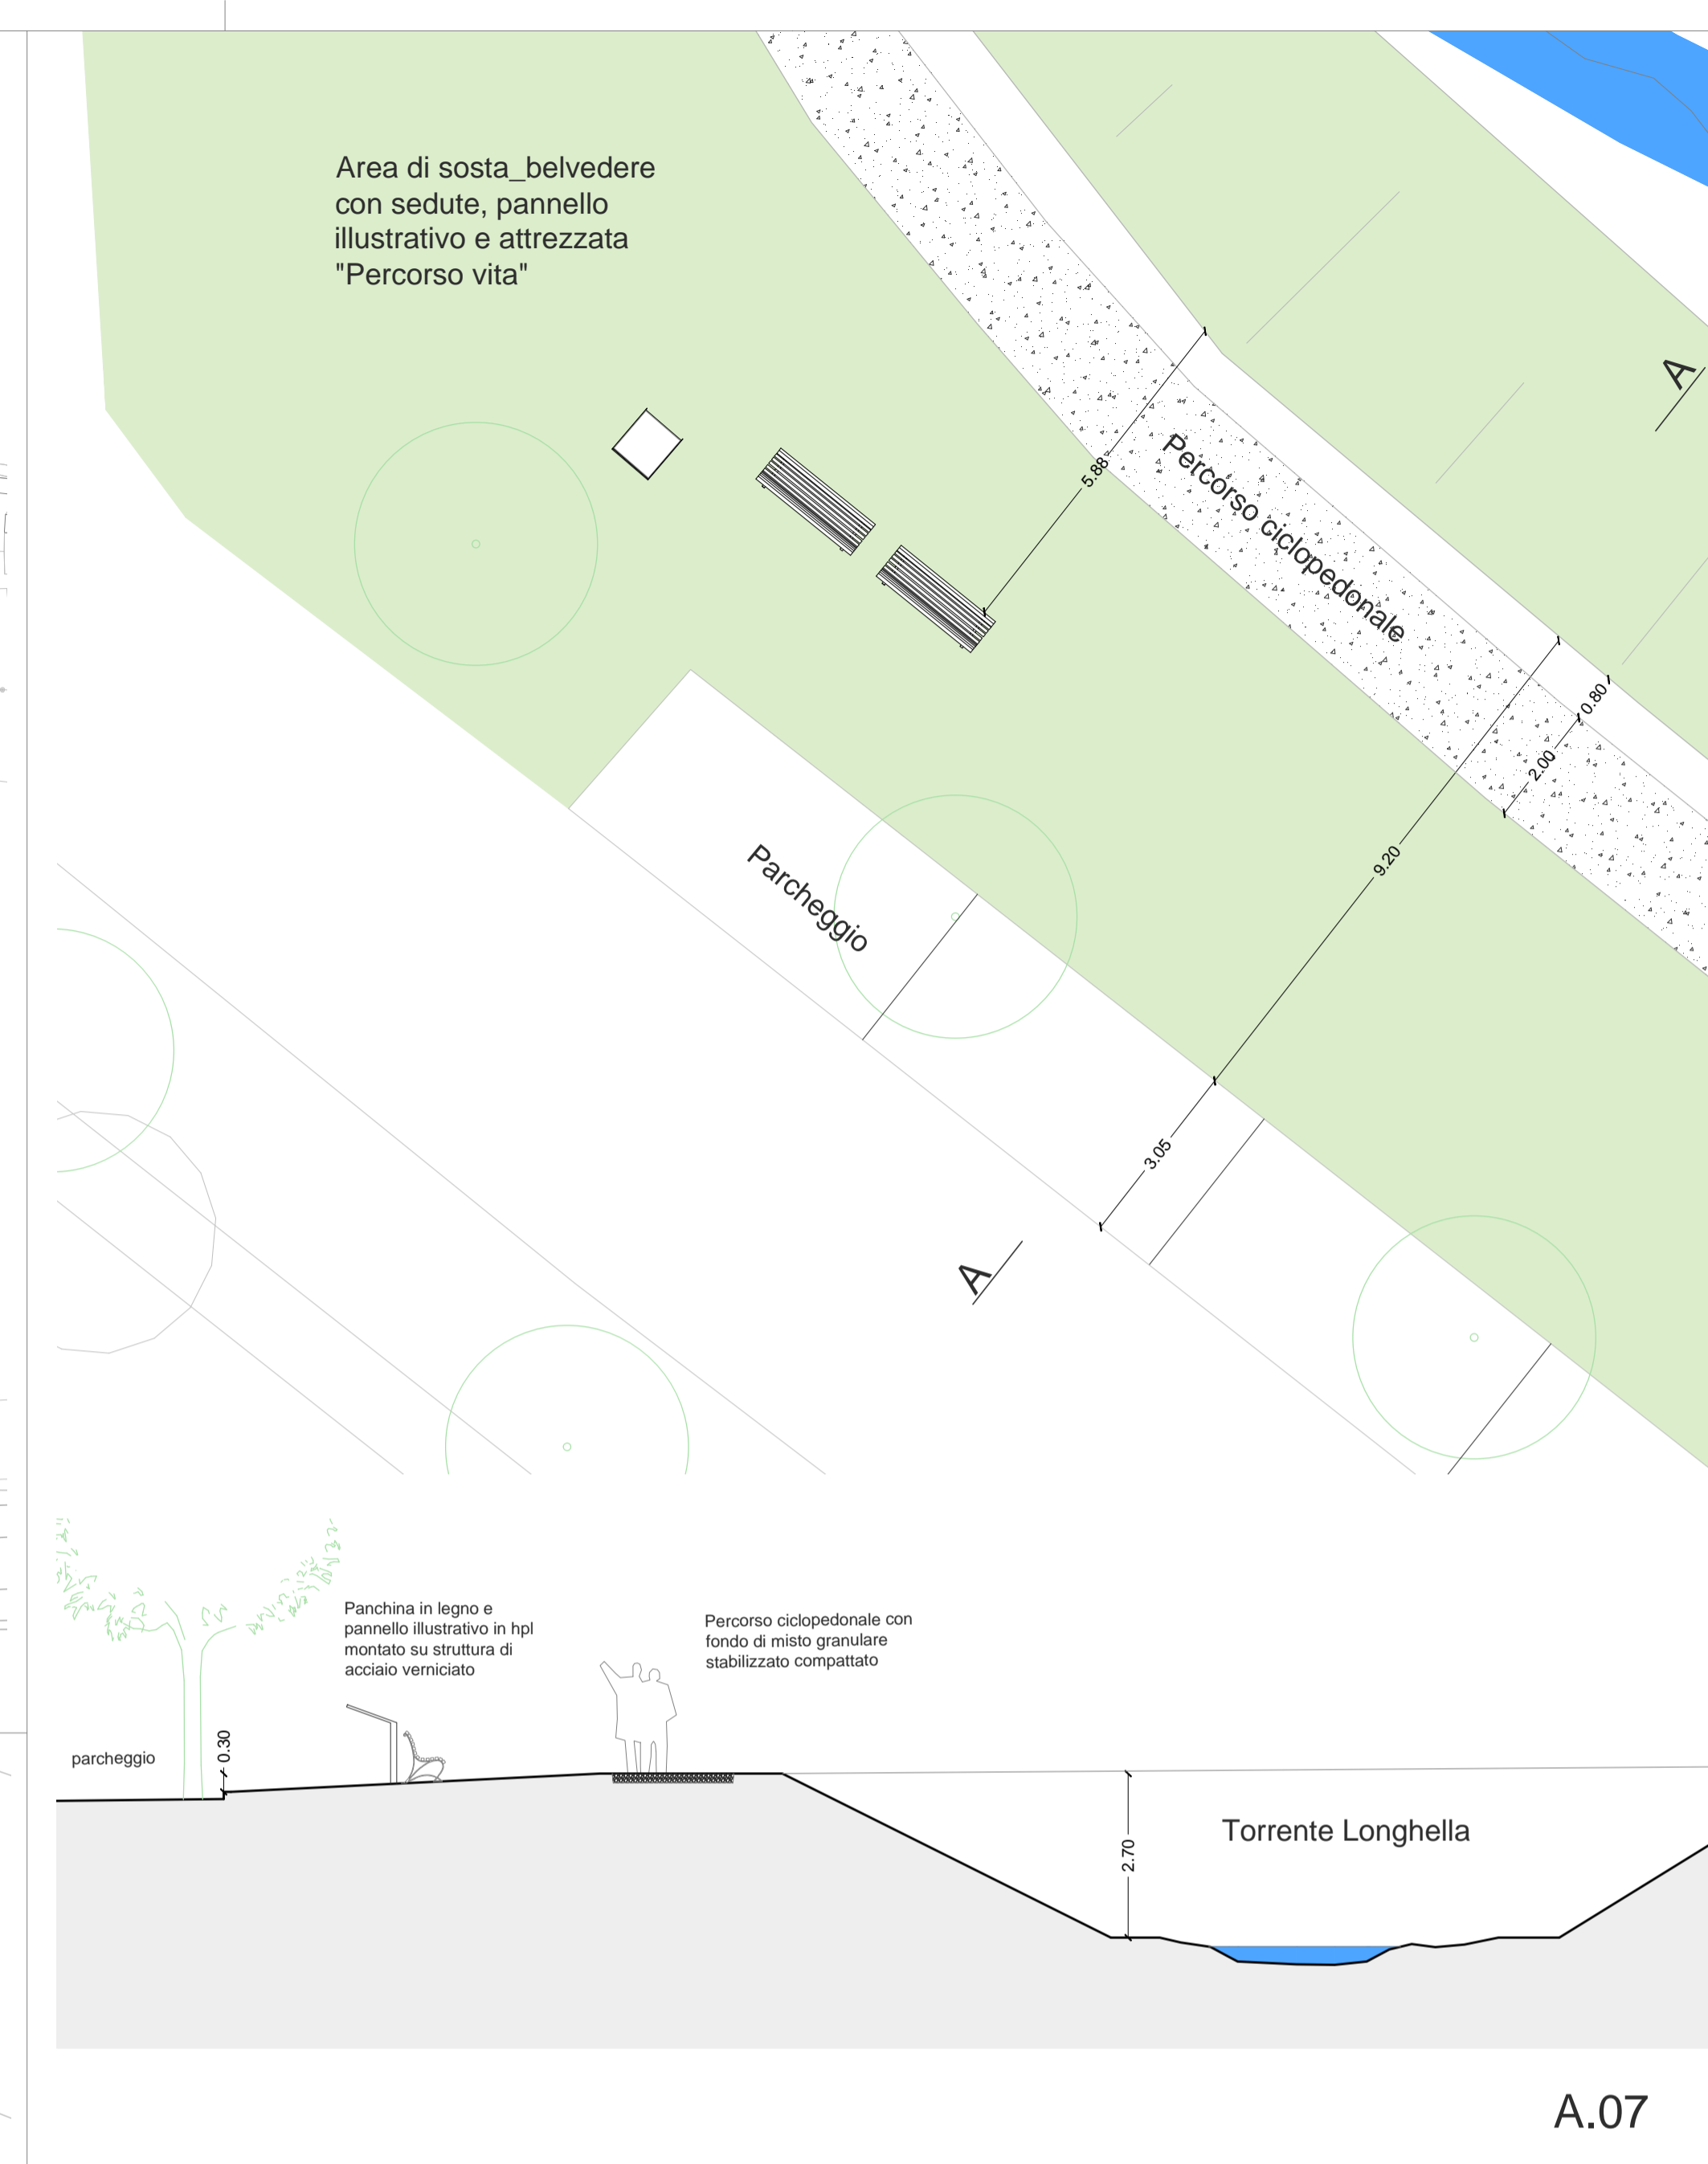 Area di sosta_belvedere
con sedute, pannello
illustrativo e attrezzata
"Percorso vita"
A
5.88
Percorso ciclopedonale
0.80
2.00
9.20
Parcheggio
3.05
A
Panchina in legno e
pannello illustrativo in hpl
montato su struttura di
acciaio verniciato
Percorso ciclopedonale con
fondo di misto granulare
stabilizzato compattato
parcheggio
0.30
2.70
Torrente Longhella
A.07